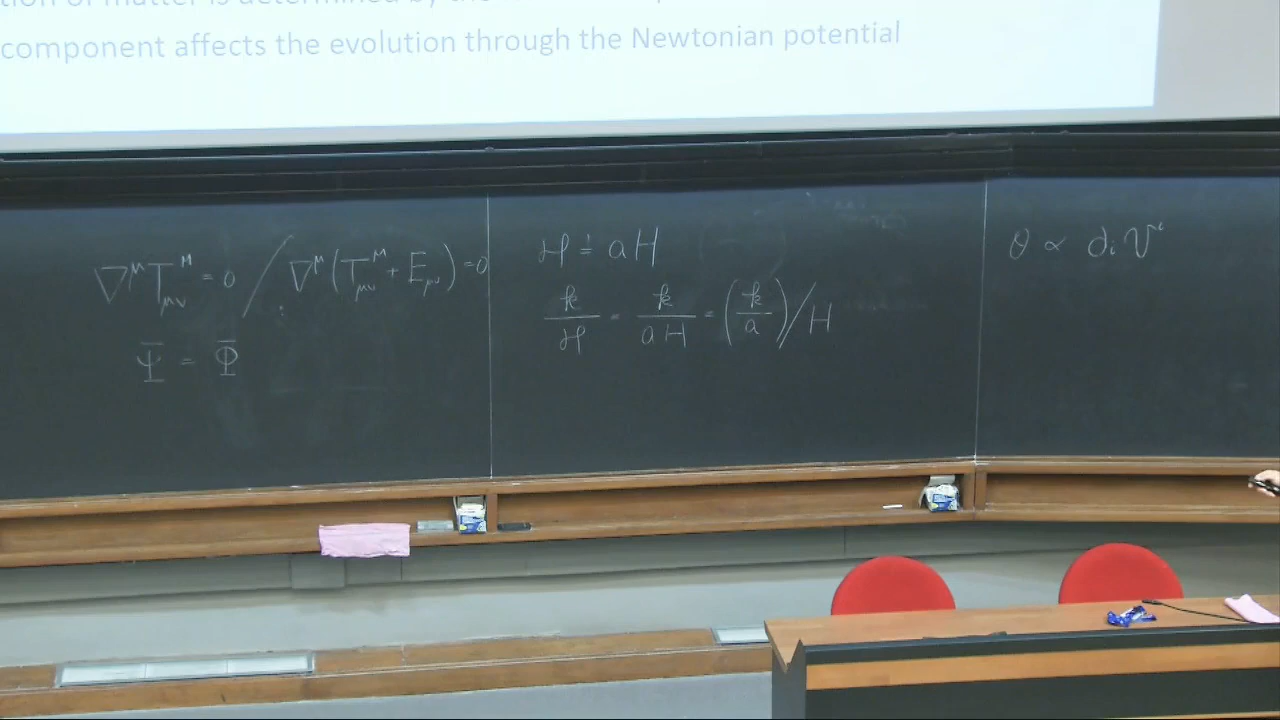 component affects the evolution through the Newtonian potential
∇^μ T^M_μν = 0 / ∇^μ (T^M_μν + E_μν) = 0
Ψ = Φ
ℋ ≐ aH
k/ℋ = k/(aH) = (k/a)/H
θ ∝ ∂_i V^i